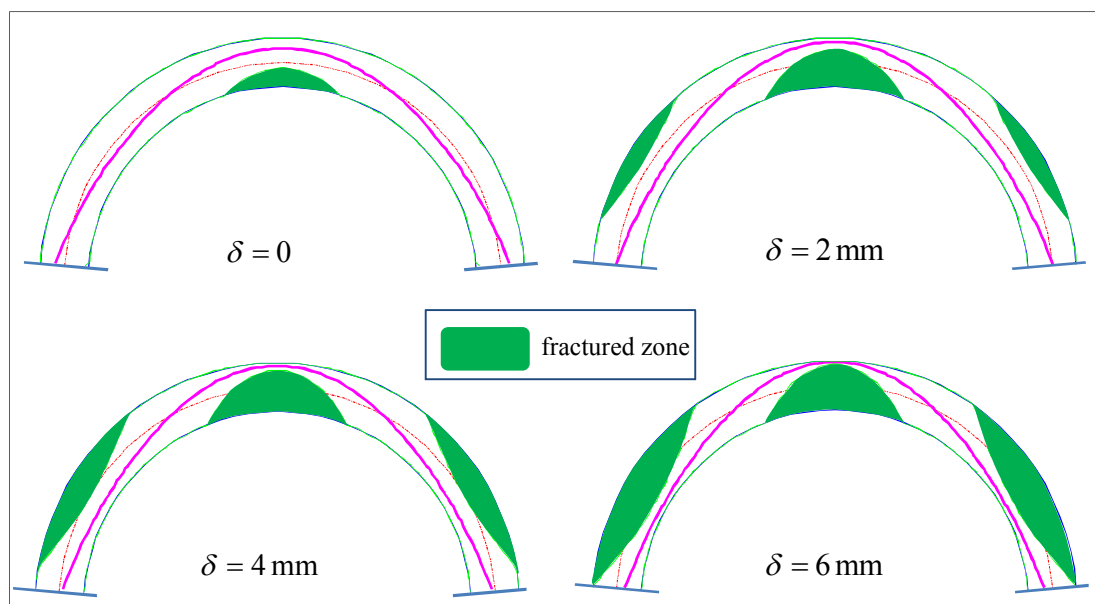 δ = 0
δ = 2 mm
fractured zone
δ = 4 mm
δ = 6 mm